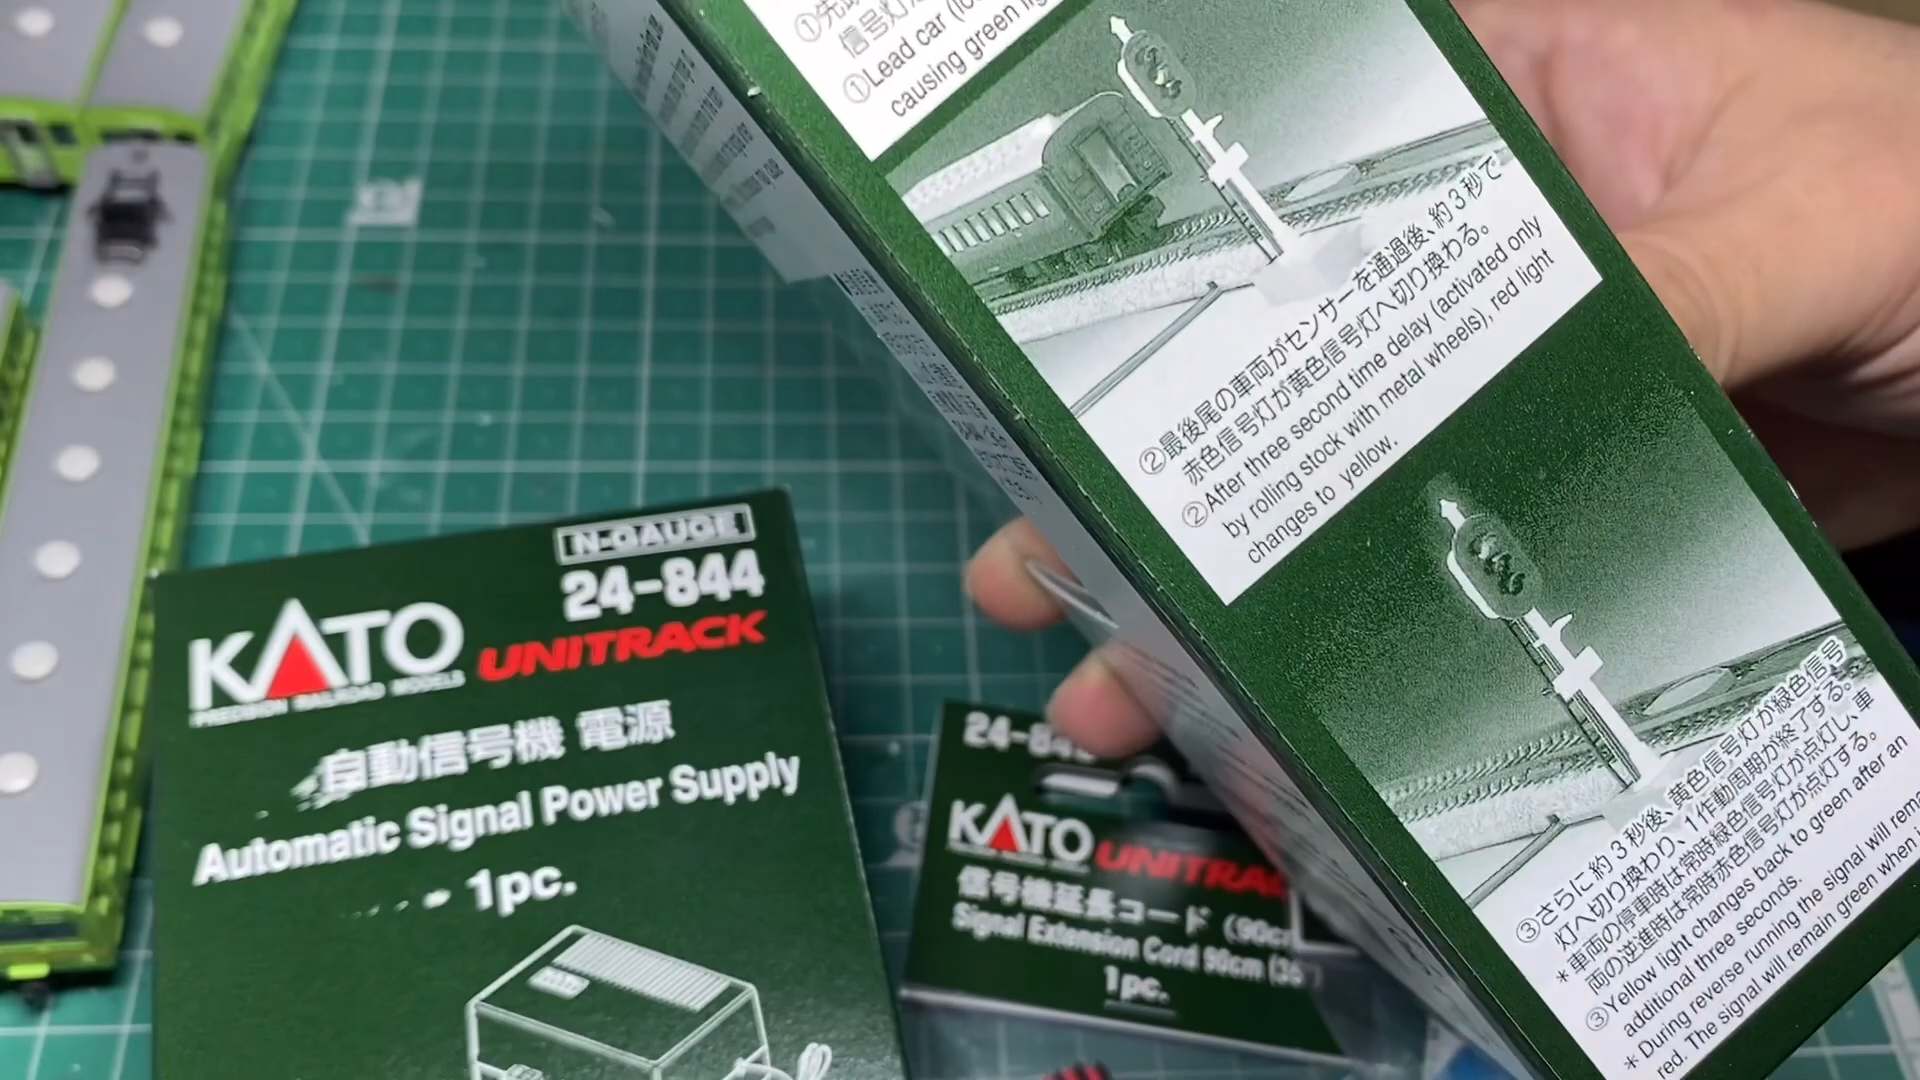 ①先頭
信号灯が
①Lead car (lo
causing green li
②最後尾の車両がセンサーを通過後、約3秒で
赤色信号灯が黄色信号灯へ切り換わる。
②After three second time delay (activated only
by rolling stock with metal wheels), red light
changes to yellow.
③さらに約3秒後、黄色信号灯が緑色信号
灯へ切り換わり、1作動周期が終了する。
＊車両の停車時は常時緑色信号灯が点灯し、車
両の逆進時は常時赤色信号灯が点灯する。
③Yellow light changes back to green after an
additional three seconds.
＊During reverse running the signal will rema
red. The signal will remain green when
N-GAUGE
24-844
KATO UNITRACK
PRECISION RAILROAD MODELS
自動信号機 電源
Automatic Signal Power Supply
1pc.
24-84
KATO UNITRA
信号機延長コード（90c
Signal Extension Cord 90cm (36
1pc.